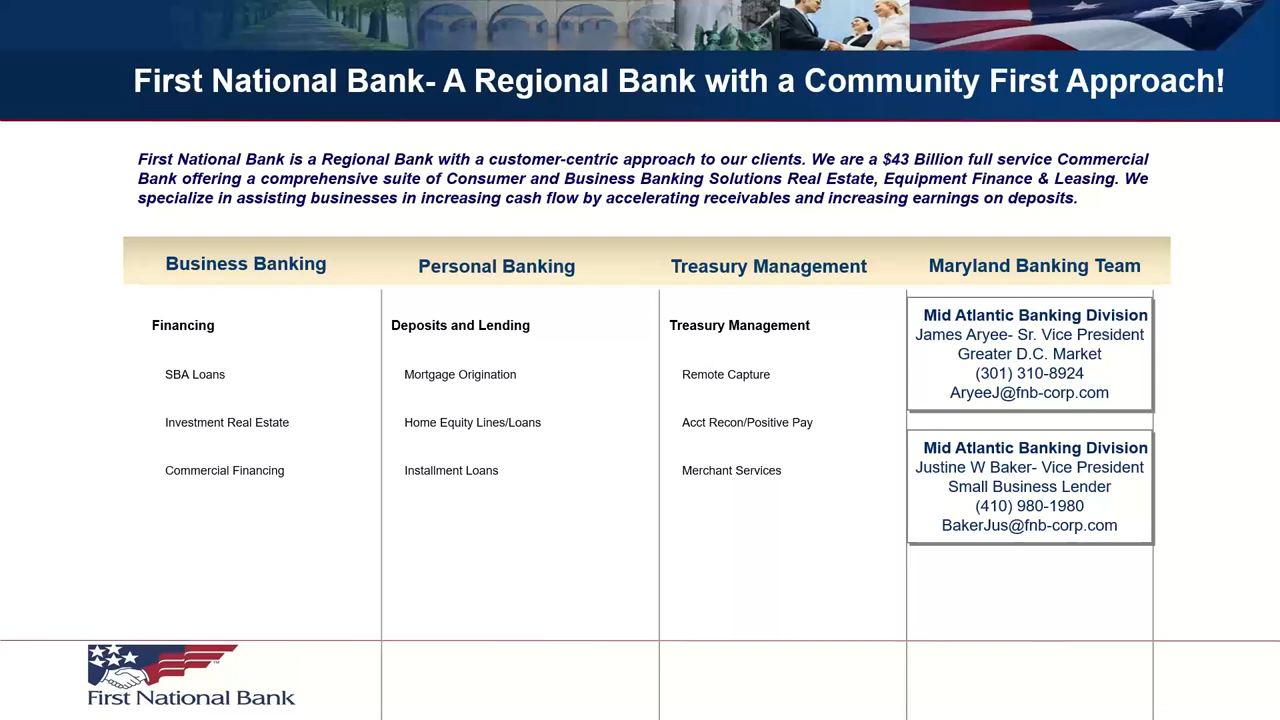 First National Bank- A Regional Bank with a Community First Approach!
First National Bank is a Regional Bank with a customer-centric approach to our clients. We are a $43 Billion full service Commercial
Bank offering a comprehensive suite of Consumer and Business Banking Solutions Real Estate, Equipment Finance & Leasing. We
specialize in assisting businesses in increasing cash flow by accelerating receivables and increasing earnings on deposits.
Business Banking
Financing
SBA Loans
Investment Real Estate
Commercial Financing
Personal Banking
Deposits and Lending
Mortgage Origination
Home Equity Lines/Loans
Installment Loans
Treasury Management
Treasury Management
Remote Capture
Acct Recon/Positive Pay
Merchant Services
Maryland Banking Team
Mid Atlantic Banking Division
James Aryee- Sr. Vice President
Greater D.C. Market
(301) 310-8924
AryeeJ@fnb-corp.com
Mid Atlantic Banking Division
Justine W Baker- Vice President
Small Business Lender
(410) 980-1980
BakerJus@fnb-corp.com
First National Bank